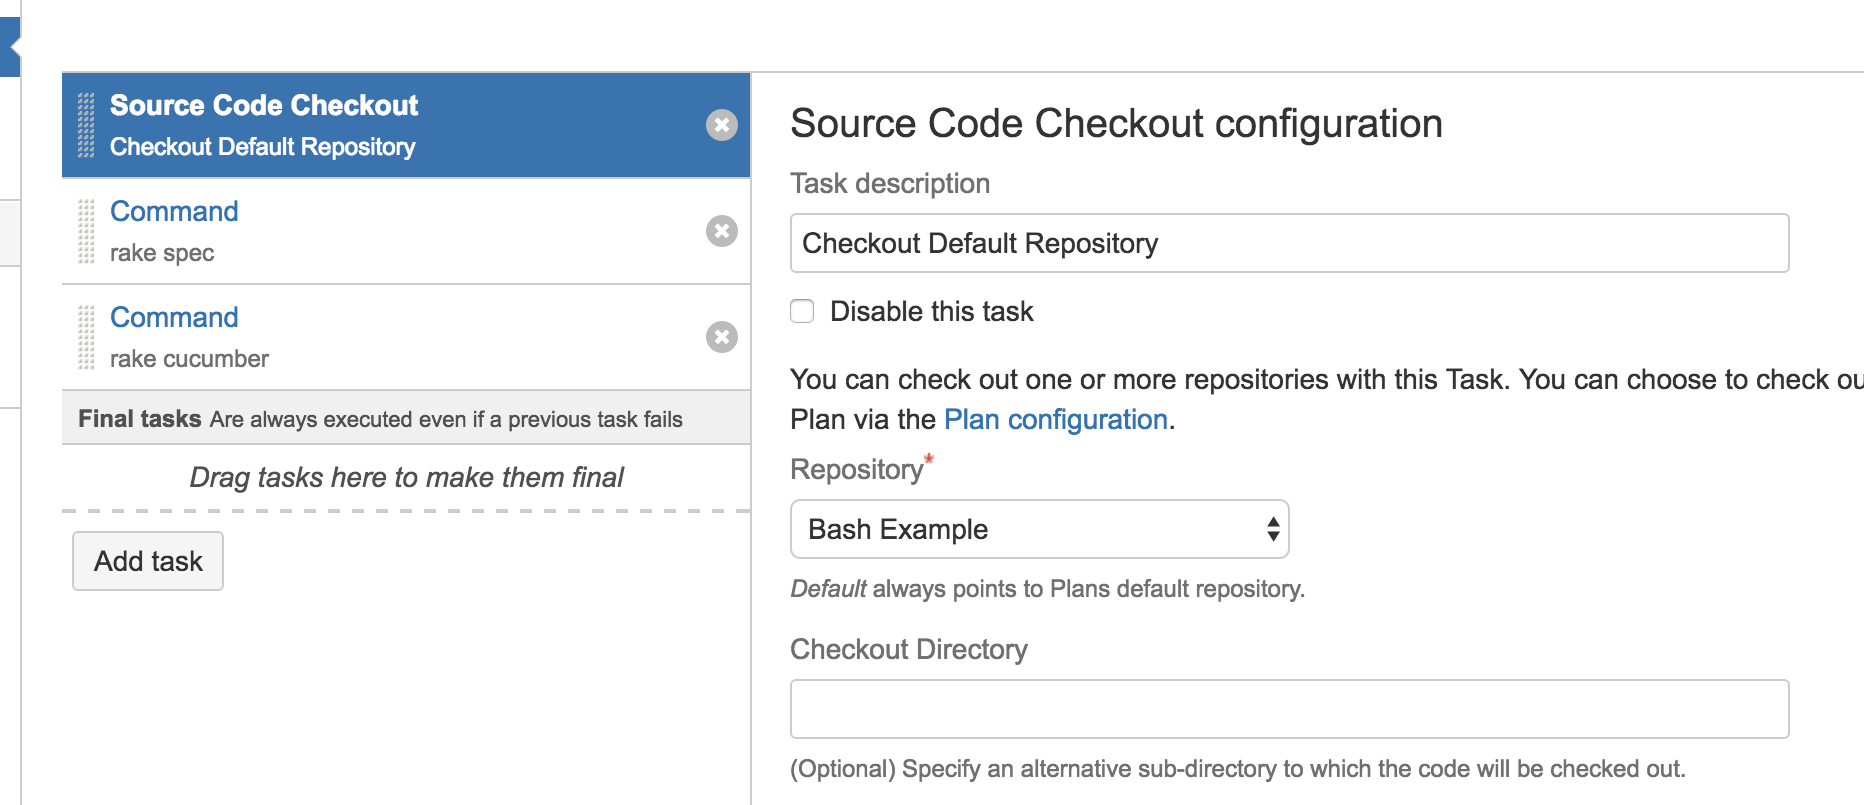 Source Code Checkout
Checkout Default Repository
Command
rake spec
Command
rake cucumber
Final tasks Are always executed even if a previous task fails
Drag tasks here to make them final
Add task
Source Code Checkout configuration
Task description
Checkout Default Repository
Disable this task
You can check out one or more repositories with this Task. You can choose to check ou
Plan via the Plan configuration.
Repository*
Bash Example
Default always points to Plans default repository.
Checkout Directory
(Optional) Specify an alternative sub-directory to which the code will be checked out.